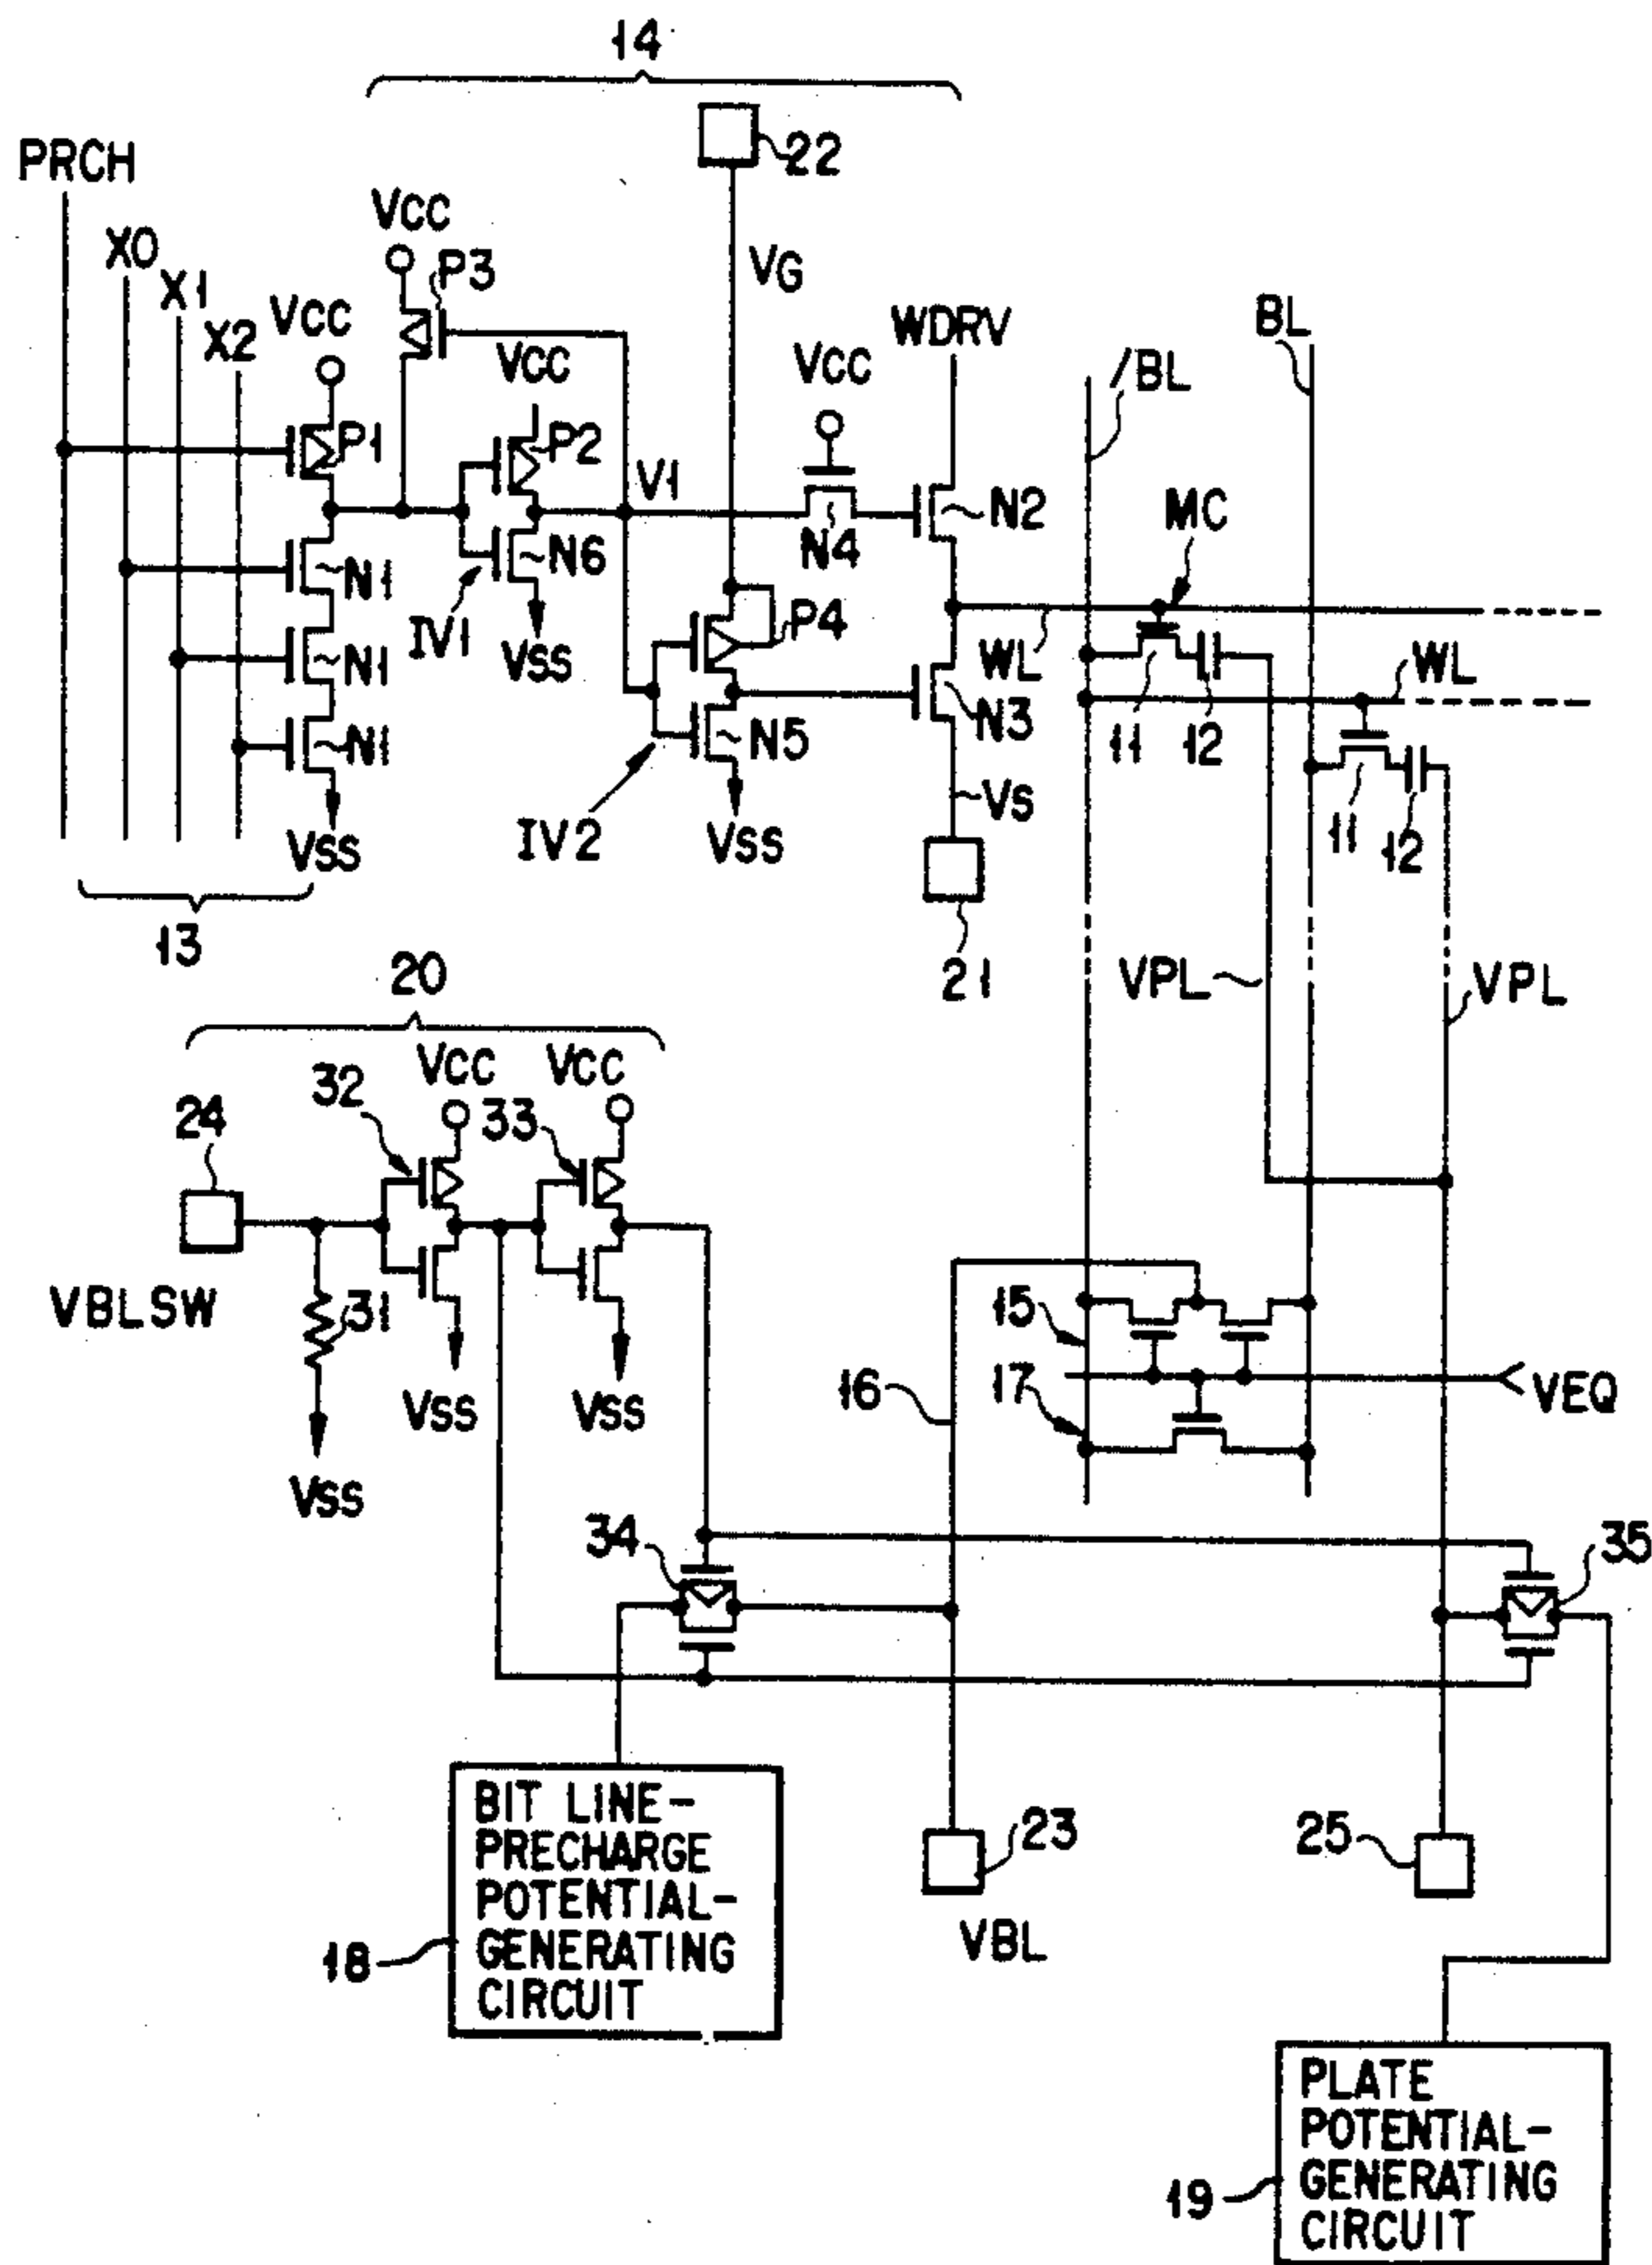 14
22
PRCH
X0
X1
X2
VCC
VCC
P3
VG
VCC
P1
P2
V1
VCC
WDRV
/BL
BL
N1
N6
IV1
VSS
N4
N2
MC
P4
WL
WL
N1
N1
VSS
N5
IV2
VSS
N3
VS
11
12
11
12
13
21
VPL
VPL
20
24
32
VCC
33
VCC
VBLSW
31
VSS
VSS
VSS
15
16
17
VEQ
34
35
BIT LINE-
PRECHARGE
POTENTIAL-
GENERATING
CIRCUIT
18
23
VBL
25
PLATE
POTENTIAL-
GENERATING
CIRCUIT
19